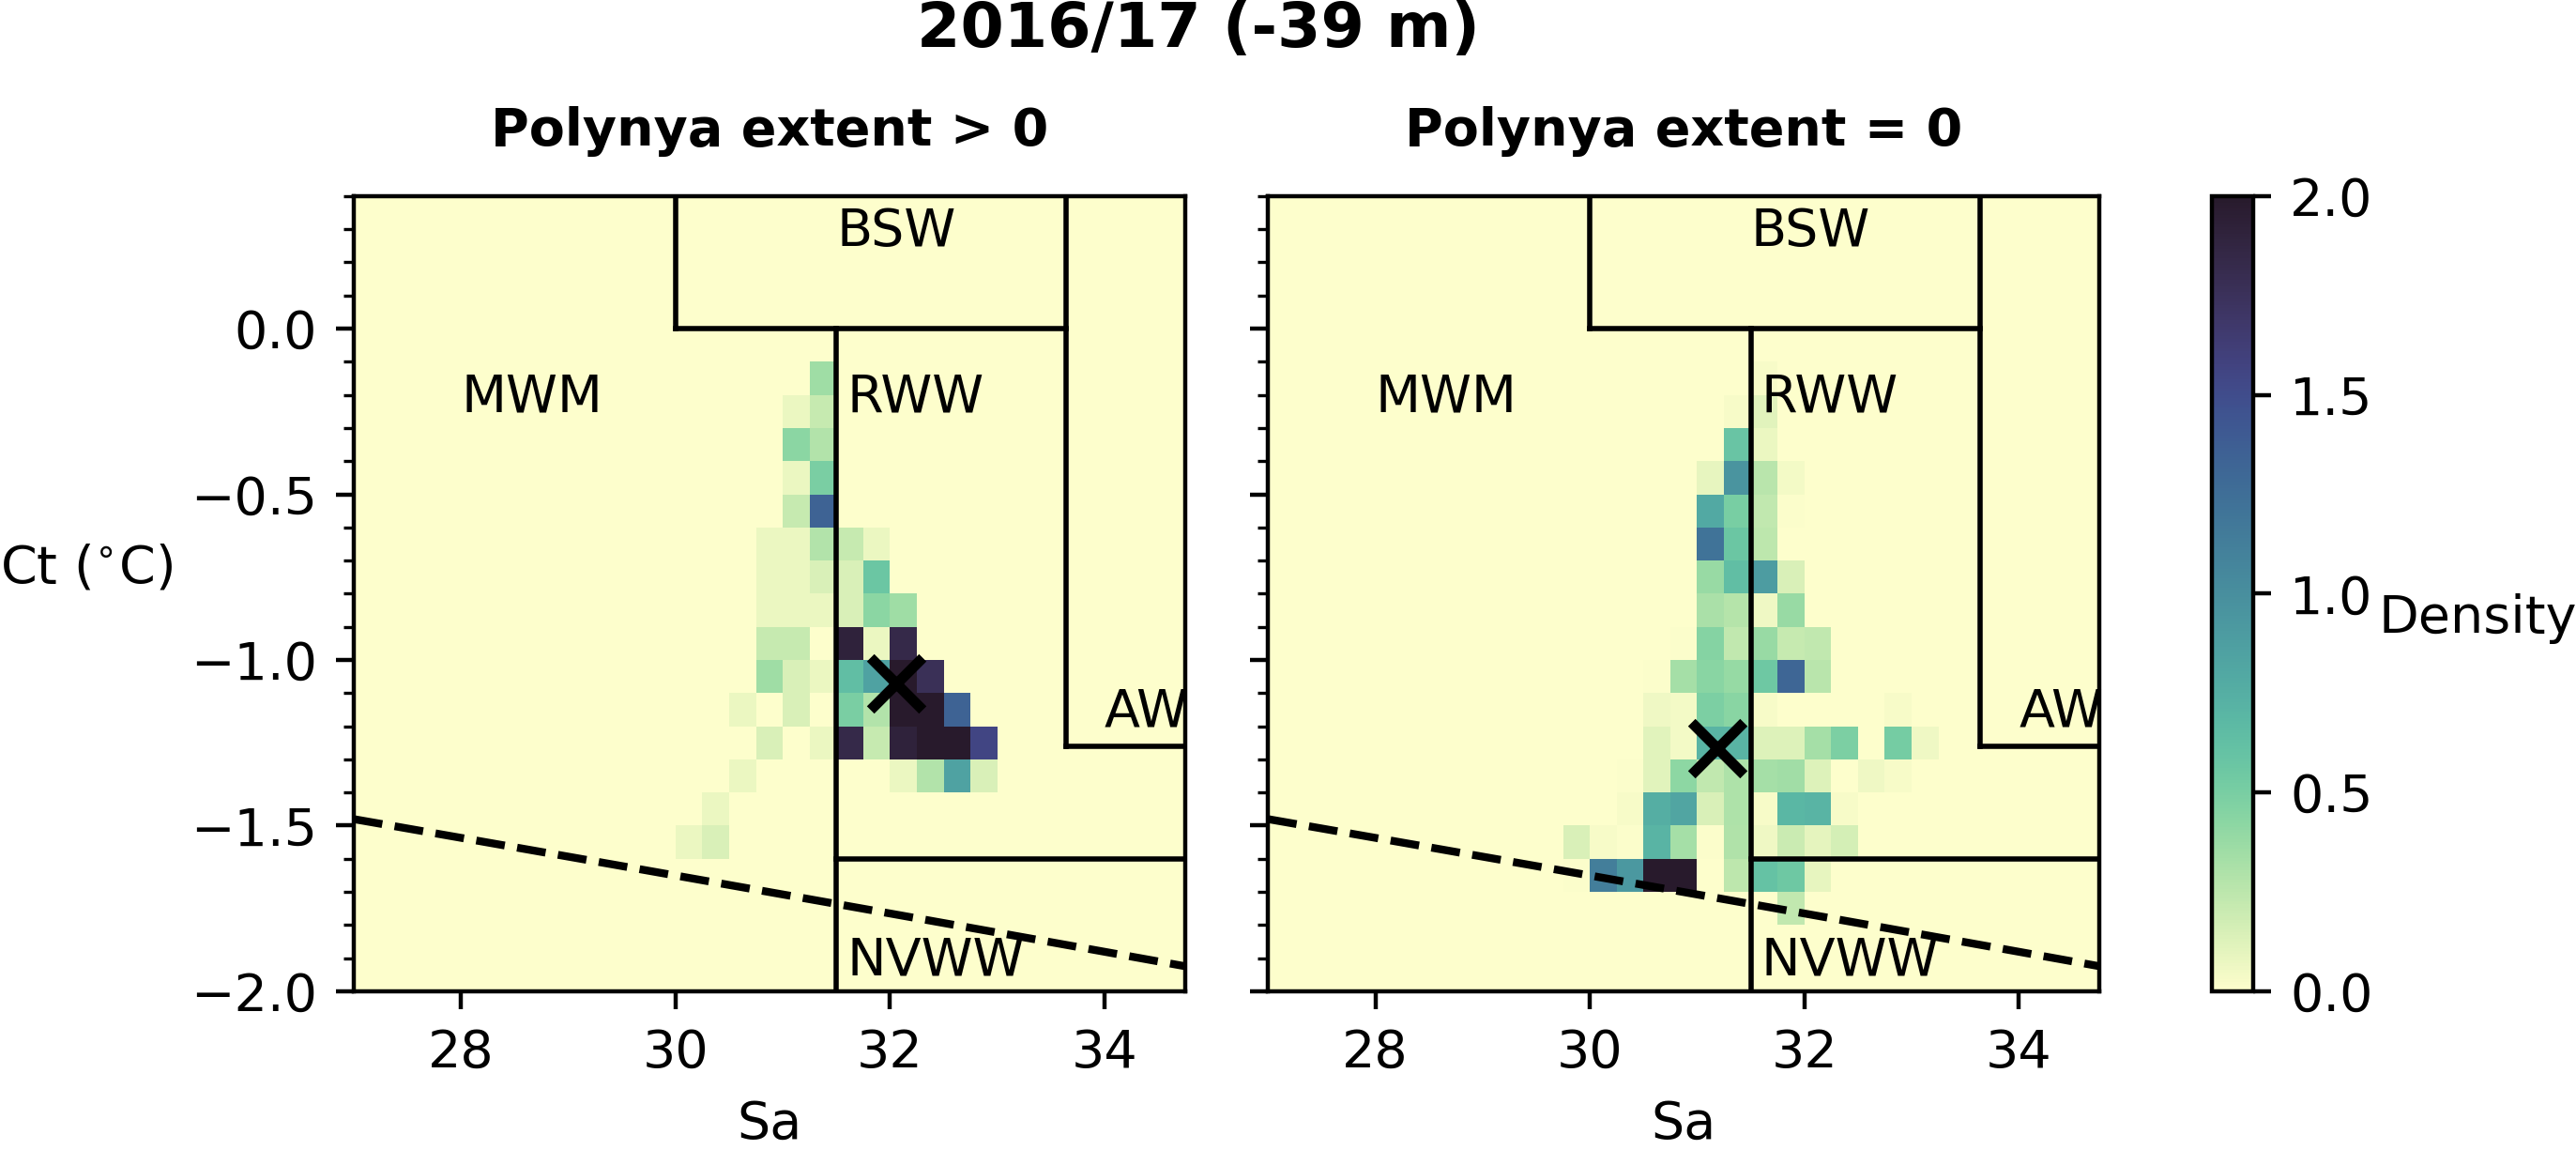 2016/17 (-39 m)
Polynya extent > 0
Polynya extent = 0
BSW
MWM
RWW
AW
NVWW
BSW
MWM
RWW
AW
NVWW
0.0
−0.5
−1.0
−1.5
−2.0
Ct (°C)
28 30 32 34
28 30 32 34
Sa
Sa
2.0
1.5
1.0
0.5
0.0
Density